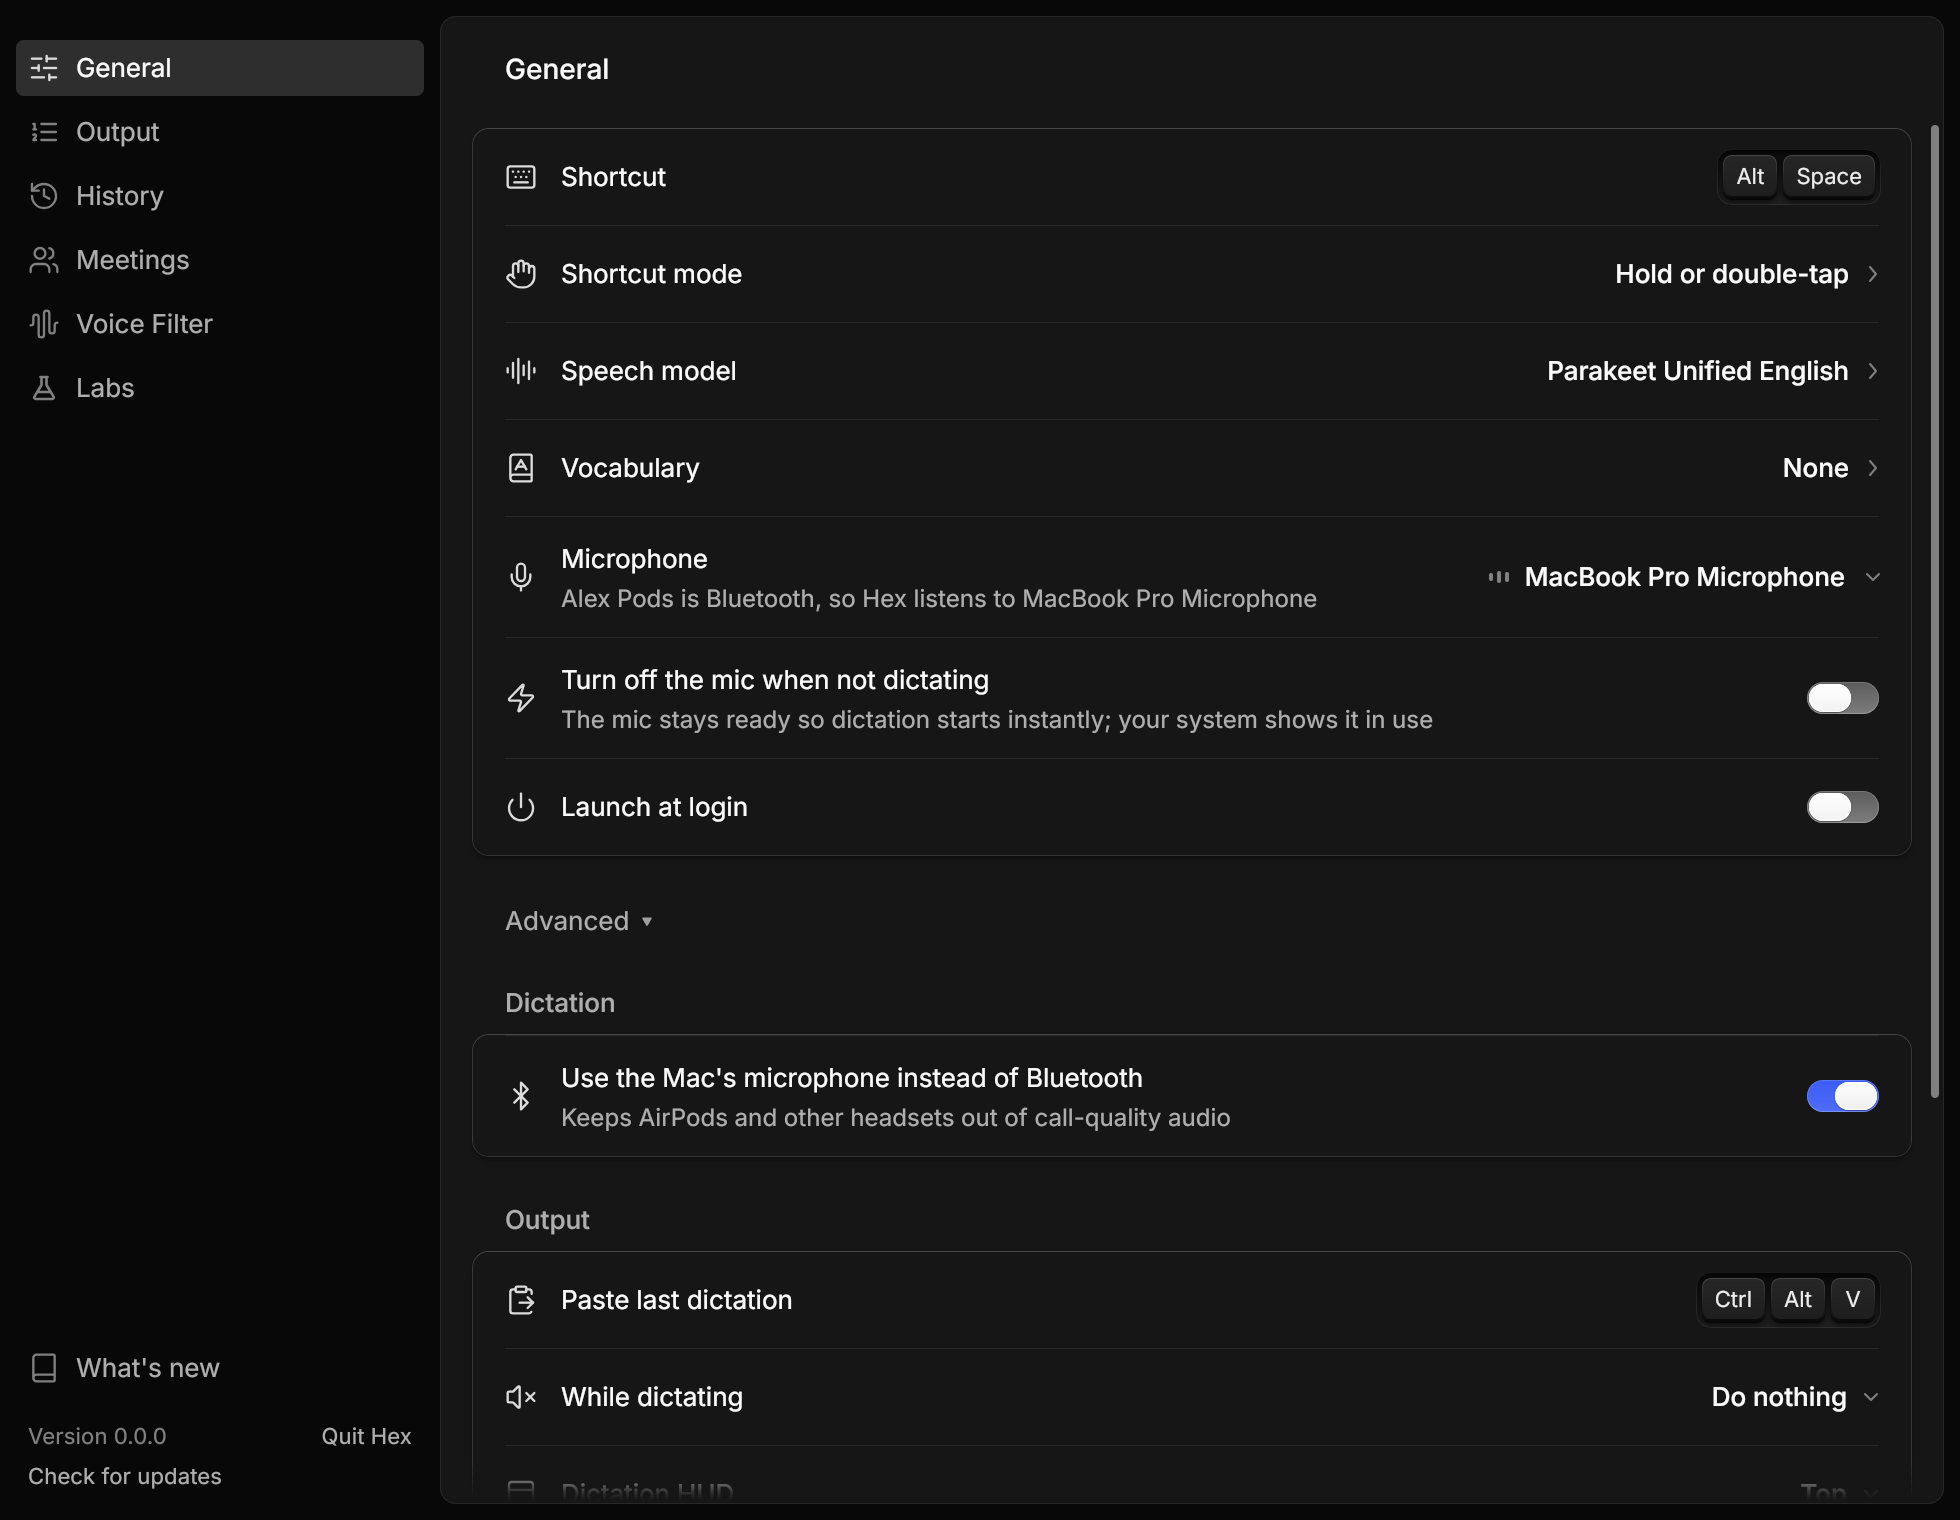 General
Output
History
Meetings
Voice Filter
Labs
What's new
Version 0.0.0
Quit Hex
Check for updates
General
Shortcut
Alt Space
Shortcut mode
Hold or double-tap
Speech model
Parakeet Unified English
Vocabulary
None
Microphone
Alex Pods is Bluetooth, so Hex listens to MacBook Pro Microphone
MacBook Pro Microphone
Turn off the mic when not dictating
The mic stays ready so dictation starts instantly; your system shows it in use
Launch at login
Advanced
Dictation
Use the Mac's microphone instead of Bluetooth
Keeps AirPods and other headsets out of call-quality audio
Output
Paste last dictation
Ctrl Alt V
While dictating
Do nothing
Dictation HUD
Top